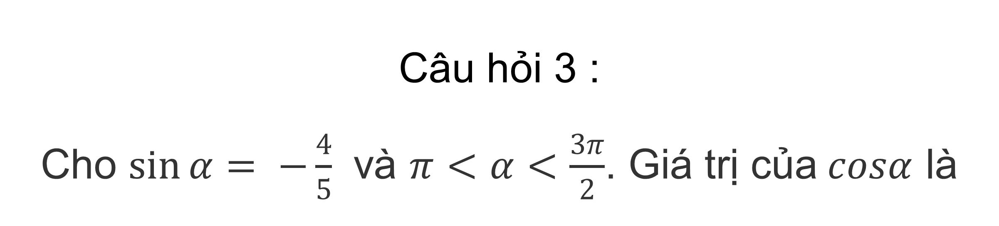 Câu hỏi 3 :
Cho sin α = − 4/5 và π < α < 3π/2. Giá trị của cosα là